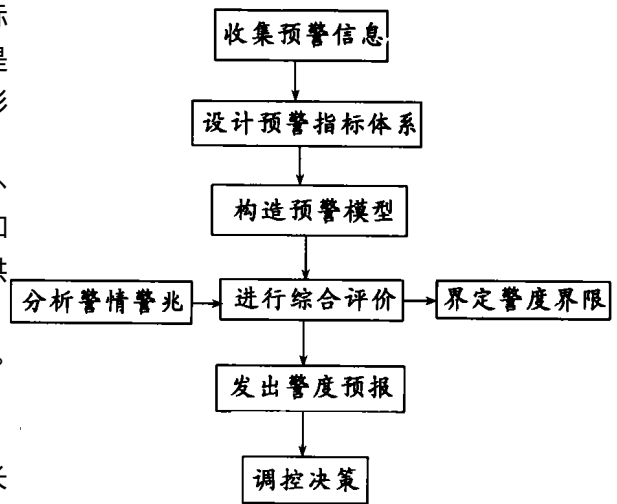 收集预警信息
设计预警指标体系
构造预警模型
分析警情警兆
进行综合评价
界定警度界限
发出警度预报
调控决策